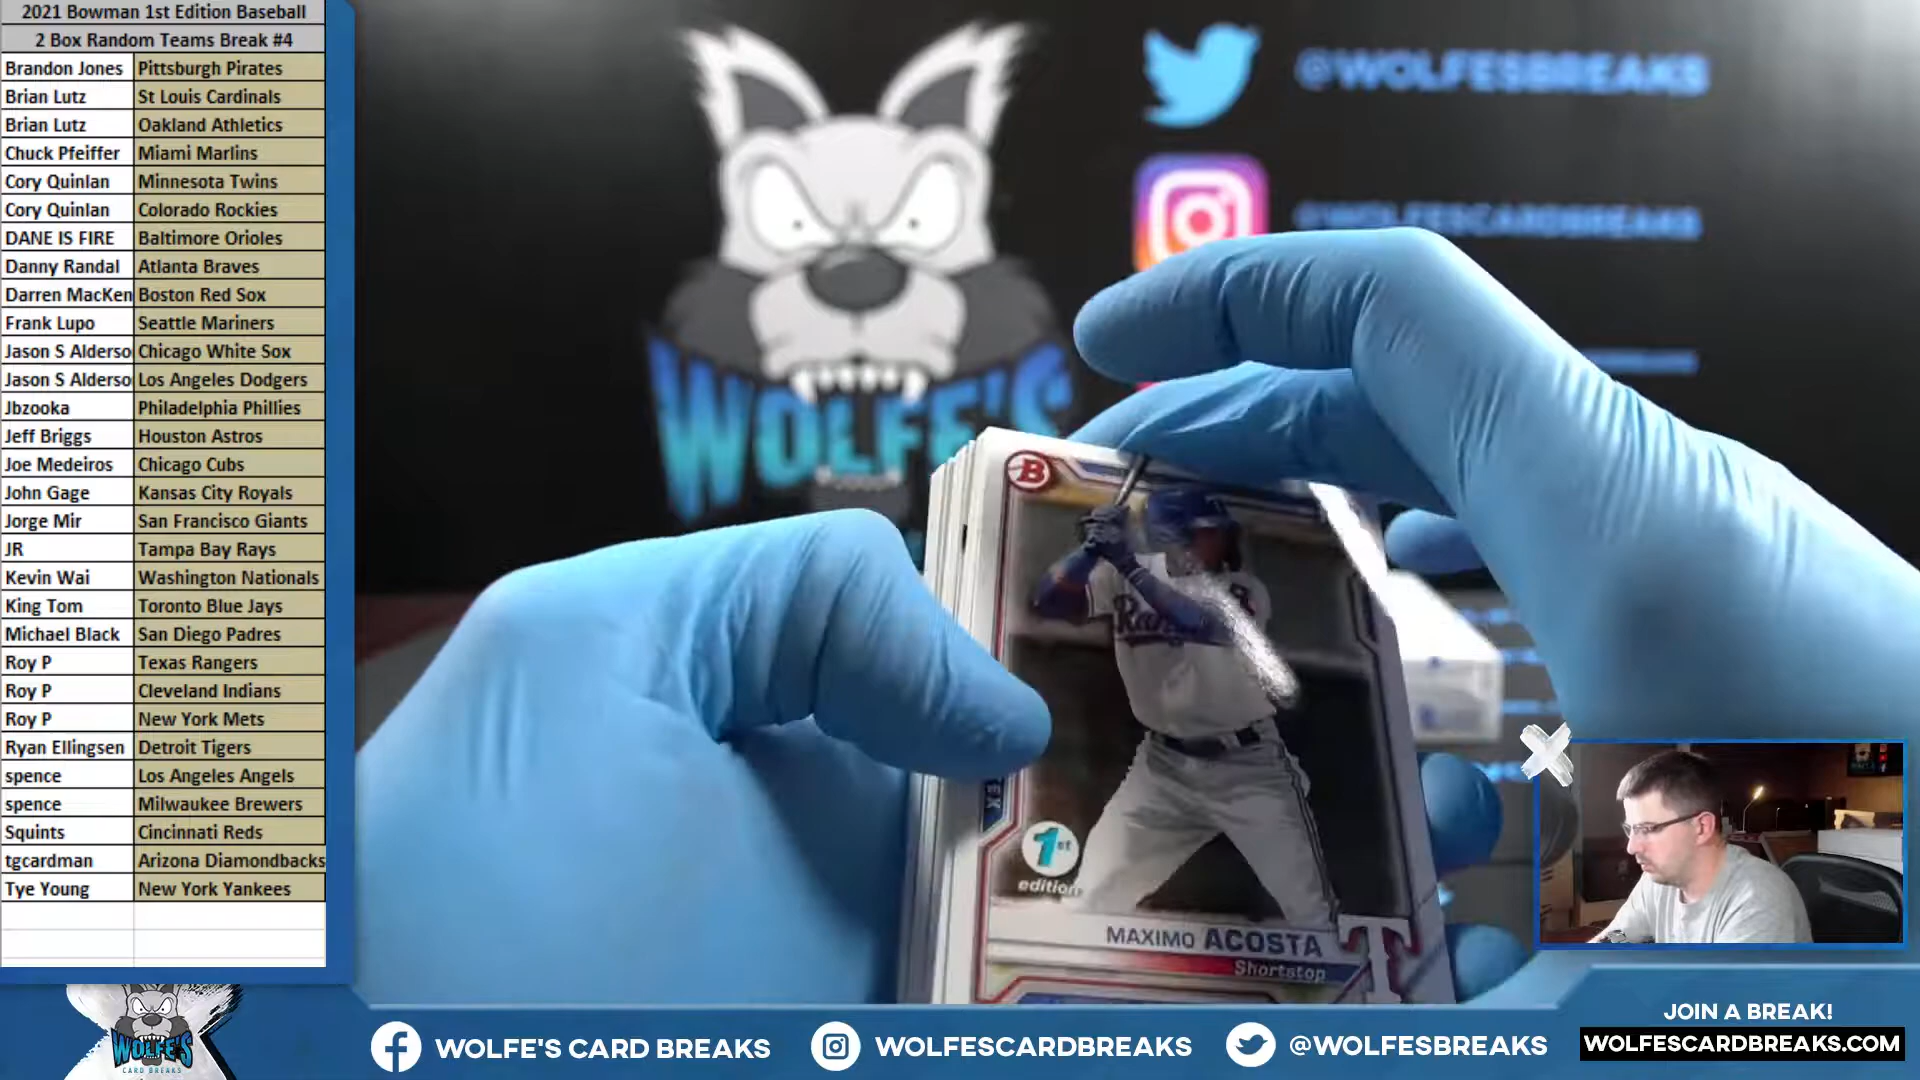 2021 Bowman 1st Edition Baseball
2 Box Random Teams Break #4
Brandon Jones Pittsburgh Pirates
Brian Lutz St Louis Cardinals
Brian Lutz Oakland Athletics
Chuck Pfeiffer Miami Marlins
Cory Quinlan Minnesota Twins
Cory Quinlan Colorado Rockies
DANE IS FIRE Baltimore Orioles
Danny Randal Atlanta Braves
Darren MacKen Boston Red Sox
Frank Lupo Seattle Mariners
Jason S Alderso Chicago White Sox
Jason S Alderso Los Angeles Dodgers
Jbzooka Philadelphia Phillies
Jeff Briggs Houston Astros
Joe Medeiros Chicago Cubs
John Gage Kansas City Royals
Jorge Mir San Francisco Giants
JR Tampa Bay Rays
Kevin Wai Washington Nationals
King Tom Toronto Blue Jays
Michael Black San Diego Padres
Roy P Texas Rangers
Roy P Cleveland Indians
Roy P New York Mets
Ryan Ellingsen Detroit Tigers
spence Los Angeles Angels
spence Milwaukee Brewers
Squints Cincinnati Reds
tgcardman Arizona Diamondbacks
Tye Young New York Yankees
@WOLFESBREAKS
@WOLFESCARDBREAKS
WOLFE'S
B
1st
edition
MAXIMO ACOSTA
Shortstop
T
WOLFE'S
CARD BREAKS
WOLFE'S CARD BREAKS
WOLFESCARDBREAKS
@WOLFESBREAKS
JOIN A BREAK!
WOLFESCARDBREAKS.COM